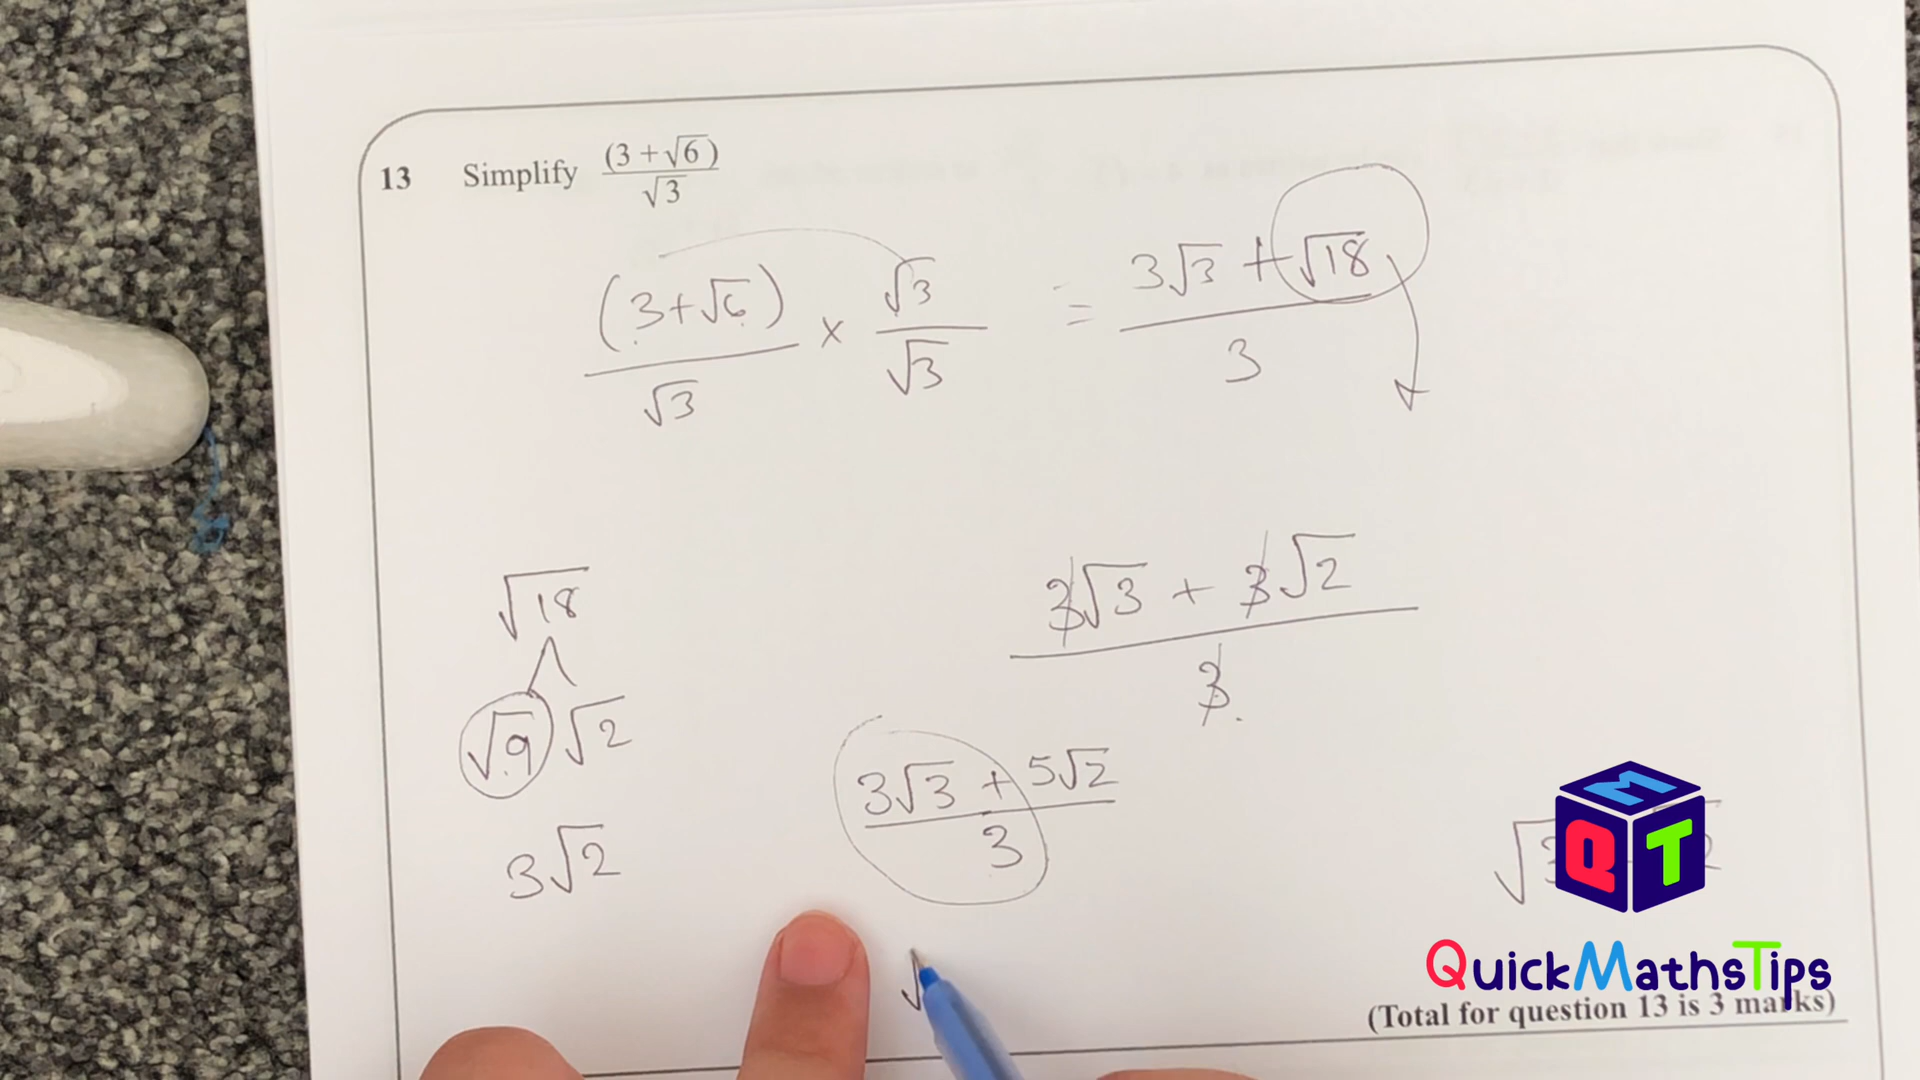 13 Simplify (3 + √6) / √3
(3 + √6) / √3 × √3 / √3 = 3√3 + √18 / 3
√18
√9 √2
3√2
3√3 + 3√2 / 3
3√3 + 5√2 / 3
M Q T
QuickMathsTips
(Total for question 13 is 3 marks)